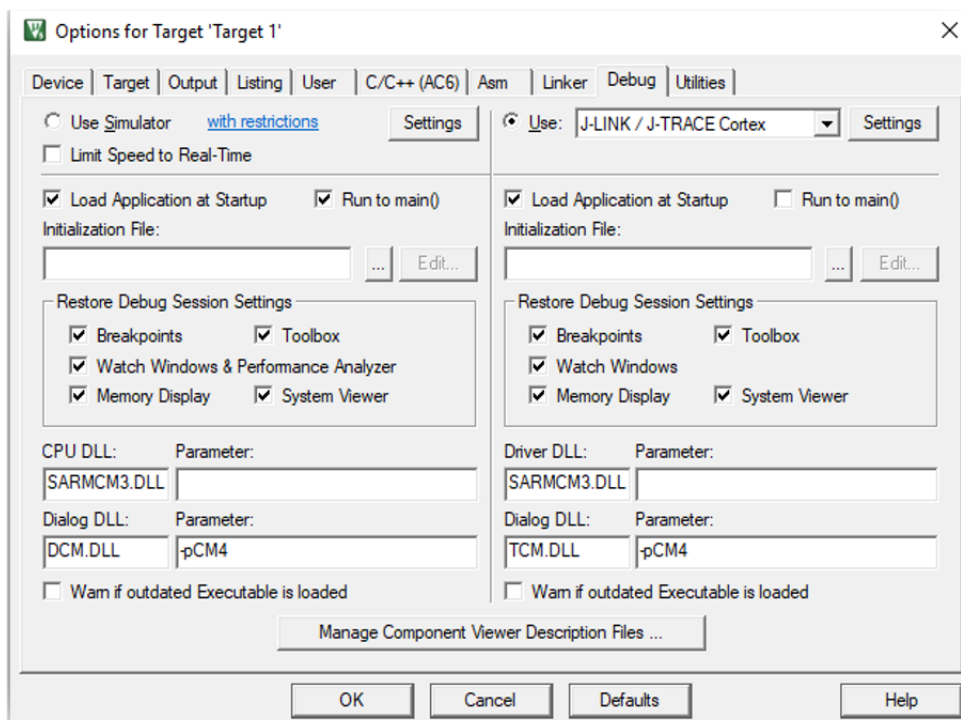 Options for Target 'Target 1'
Device Target Output Listing User C/C++ (AC6) Asm Linker Debug Utilities
Use Simulator with restrictions Settings
Limit Speed to Real-Time
Load Application at Startup Run to main()
Initialization File:
... Edit...
Restore Debug Session Settings
Breakpoints Toolbox
Watch Windows & Performance Analyzer
Memory Display System Viewer
CPU DLL: Parameter:
SARMCM3.DLL
Dialog DLL: Parameter:
DCM.DLL -pCM4
Warn if outdated Executable is loaded
Use: J-LINK / J-TRACE Cortex Settings
Load Application at Startup Run to main()
Initialization File:
... Edit...
Restore Debug Session Settings
Breakpoints Toolbox
Watch Windows
Memory Display System Viewer
Driver DLL: Parameter:
SARMCM3.DLL
Dialog DLL: Parameter:
TCM.DLL -pCM4
Warn if outdated Executable is loaded
Manage Component Viewer Description Files ...
OK Cancel Defaults Help